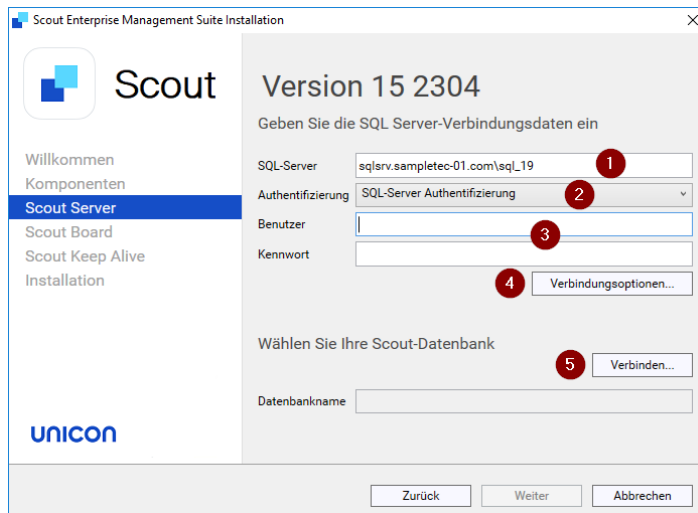 Scout Enterprise Management Suite Installation
Scout
Version 15 2304
Geben Sie die SQL Server-Verbindungsdaten ein
Willkommen
Komponenten
Scout Server
Scout Board
Scout Keep Alive
Installation
SQL-Server sqlsrv.sampletec-01.com\sql_19 1
Authentifizierung SQL-Server Authentifizierung 2
Benutzer
3
Kennwort
4 Verbindungsoptionen...
Wählen Sie Ihre Scout-Datenbank
5 Verbinden...
Datenbankname
unicon
Zurück Weiter Abbrechen